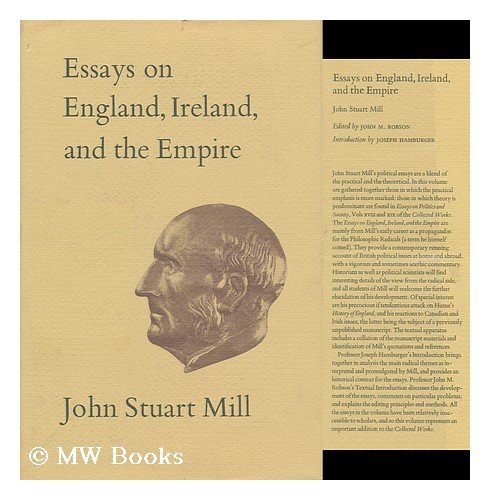 Essays on
England, Ireland,
and the Empire
John Stuart Mill
© MW Books
Essays on England, Ireland,
and the Empire
John Stuart Mill
Edited by JOHN M. ROBSON
Introduction by JOSEPH HAMBURGER
John Stuart Mill's political essays are a blend of
the practical and the theoretical. In this volume
are gathered together those in which the practical
emphasis is more marked; those in which theory is
predominant are found in Essays on Politics and
Society, Vols XVIII and XIX of the Collected Works.
The Essays on England, Ireland, and the Empire are
mainly from Mill's early career as a propagandist
for the Philosophic Radicals (a term he himself
coined). They provide a contemporary running
account of British political issues at home and abroad,
with a vigorous and sometimes acerbic commentary.
Historians as well as political scientists will find
interesting details of the view from the radical side,
and all students of Mill will welcome the further
elucidation of his development. Of special interest
are his precocious if tendentious attack on Hume's
History of England, and his reactions to Canadian and
Irish issues, the latter being the subject of a previously
unpublished manuscript. The textual apparatus
includes a collation of the manuscript materials and
identification of Mill's quotations and references.
Professor Joseph Hamburger's Introduction brings
together in analysis the main radical themes as in-
terpreted and promulgated by Mill, and provides an
historical context for the essays. Professor John M.
Robson's Textual Introduction discusses the develop-
ment of the essays, comments on particular problems,
and explains the editing principles and methods. All
the essays in the volume have been relatively inac-
cessible to scholars, and so this volume represents an
important addition to the Collected Works.